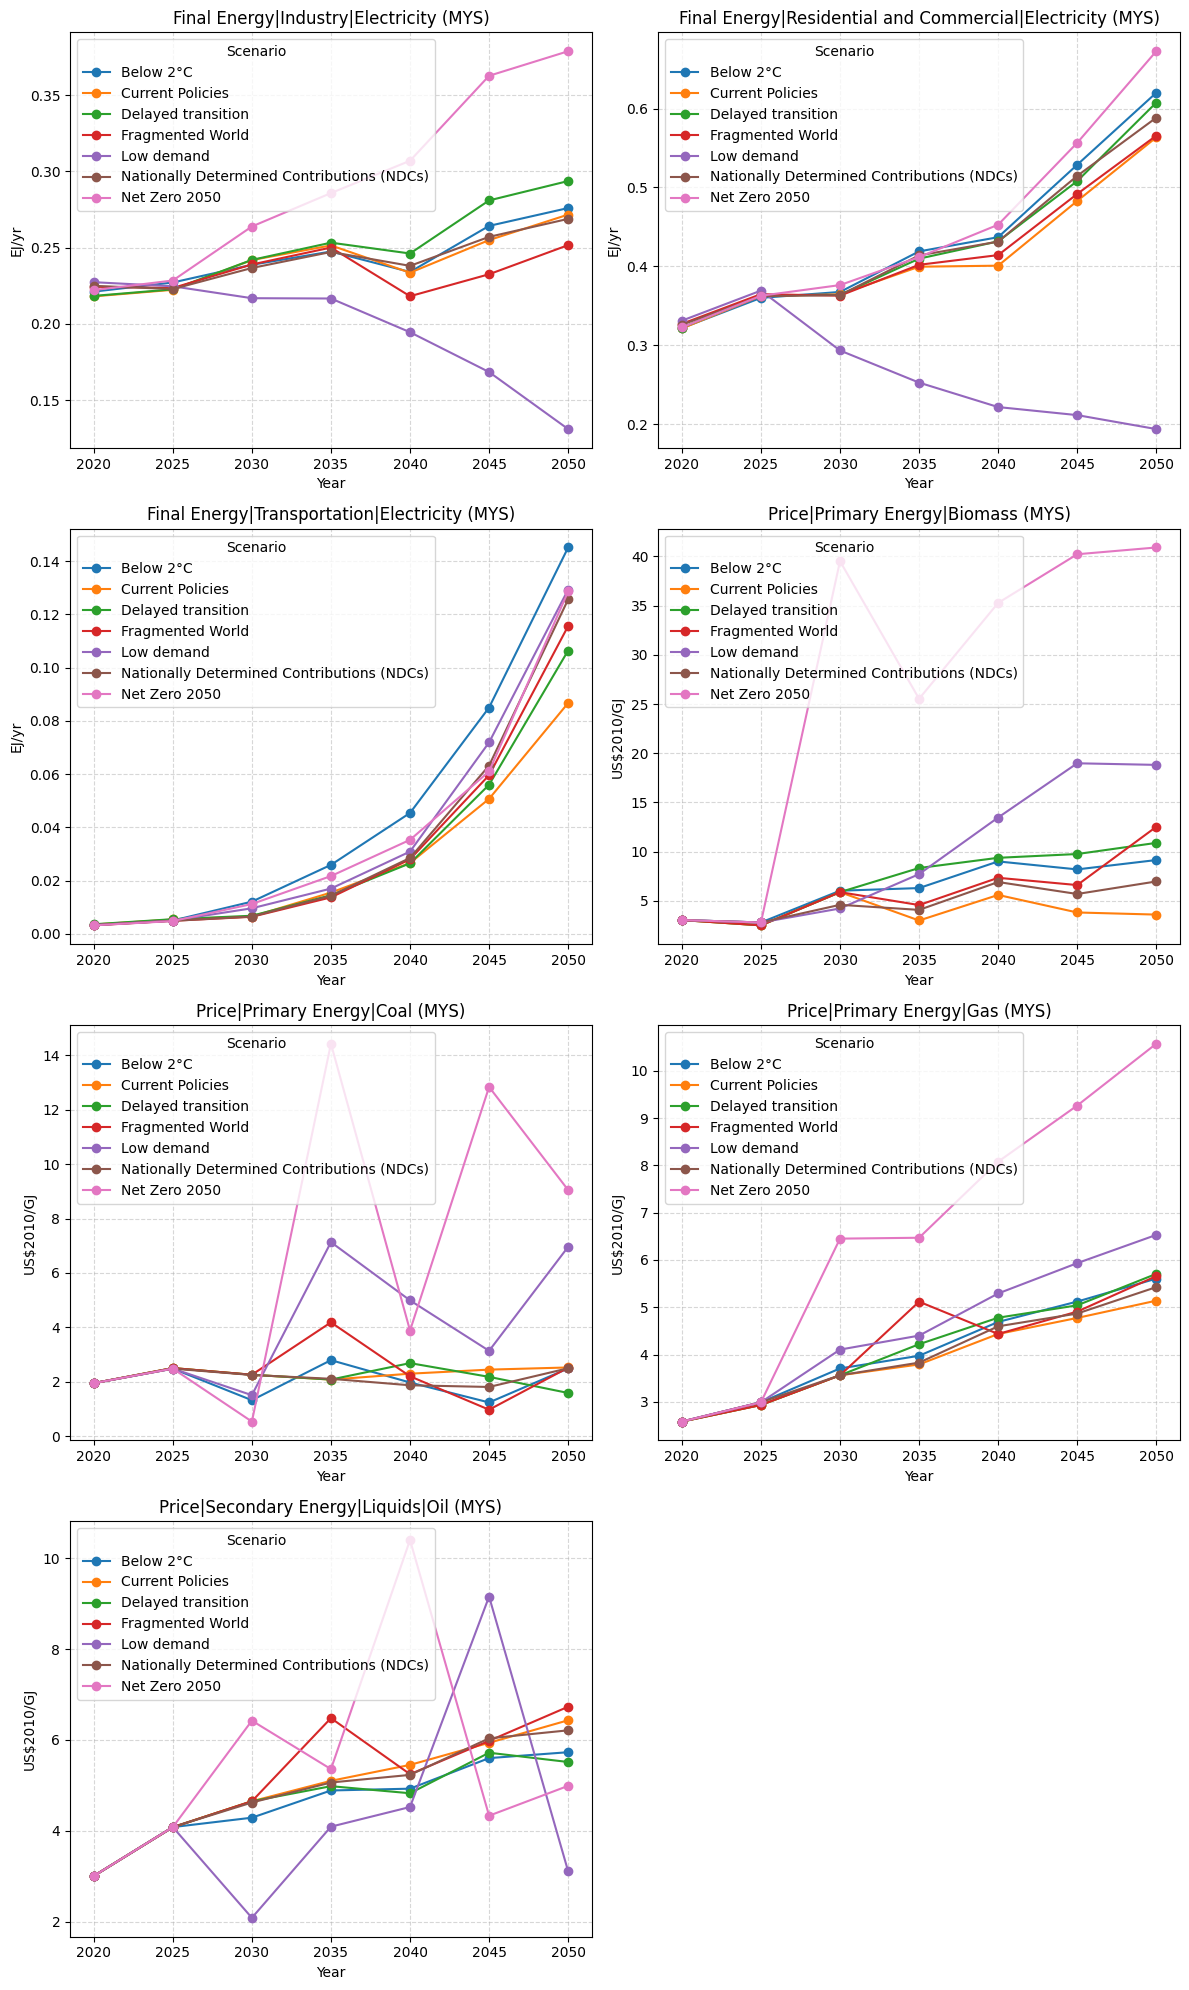 Final Energy|Industry|Electricity (MYS)
Scenario
Below 2°C
Current Policies
Delayed transition
Fragmented World
Low demand
Nationally Determined Contributions (NDCs)
Net Zero 2050
EJ/yr
0.35
0.30
0.25
0.20
0.15
2020 2025 2030 2035 2040 2045 2050
Year
Final Energy|Residential and Commercial|Electricity (MYS)
Scenario
Below 2°C
Current Policies
Delayed transition
Fragmented World
Low demand
Nationally Determined Contributions (NDCs)
Net Zero 2050
EJ/yr
0.6
0.5
0.4
0.3
0.2
2020 2025 2030 2035 2040 2045 2050
Year
Final Energy|Transportation|Electricity (MYS)
Scenario
Below 2°C
Current Policies
Delayed transition
Fragmented World
Low demand
Nationally Determined Contributions (NDCs)
Net Zero 2050
EJ/yr
0.14
0.12
0.10
0.08
0.06
0.04
0.02
0.00
2020 2025 2030 2035 2040 2045 2050
Year
Price|Primary Energy|Biomass (MYS)
Scenario
Below 2°C
Current Policies
Delayed transition
Fragmented World
Low demand
Nationally Determined Contributions (NDCs)
Net Zero 2050
US$2010/GJ
40
35
30
25
20
15
10
5
2020 2025 2030 2035 2040 2045 2050
Year
Price|Primary Energy|Coal (MYS)
Scenario
Below 2°C
Current Policies
Delayed transition
Fragmented World
Low demand
Nationally Determined Contributions (NDCs)
Net Zero 2050
US$2010/GJ
14
12
10
8
6
4
2
0
2020 2025 2030 2035 2040 2045 2050
Year
Price|Primary Energy|Gas (MYS)
Scenario
Below 2°C
Current Policies
Delayed transition
Fragmented World
Low demand
Nationally Determined Contributions (NDCs)
Net Zero 2050
US$2010/GJ
10
9
8
7
6
5
4
3
2020 2025 2030 2035 2040 2045 2050
Year
Price|Secondary Energy|Liquids|Oil (MYS)
Scenario
Below 2°C
Current Policies
Delayed transition
Fragmented World
Low demand
Nationally Determined Contributions (NDCs)
Net Zero 2050
US$2010/GJ
10
8
6
4
2
2020 2025 2030 2035 2040 2045 2050
Year